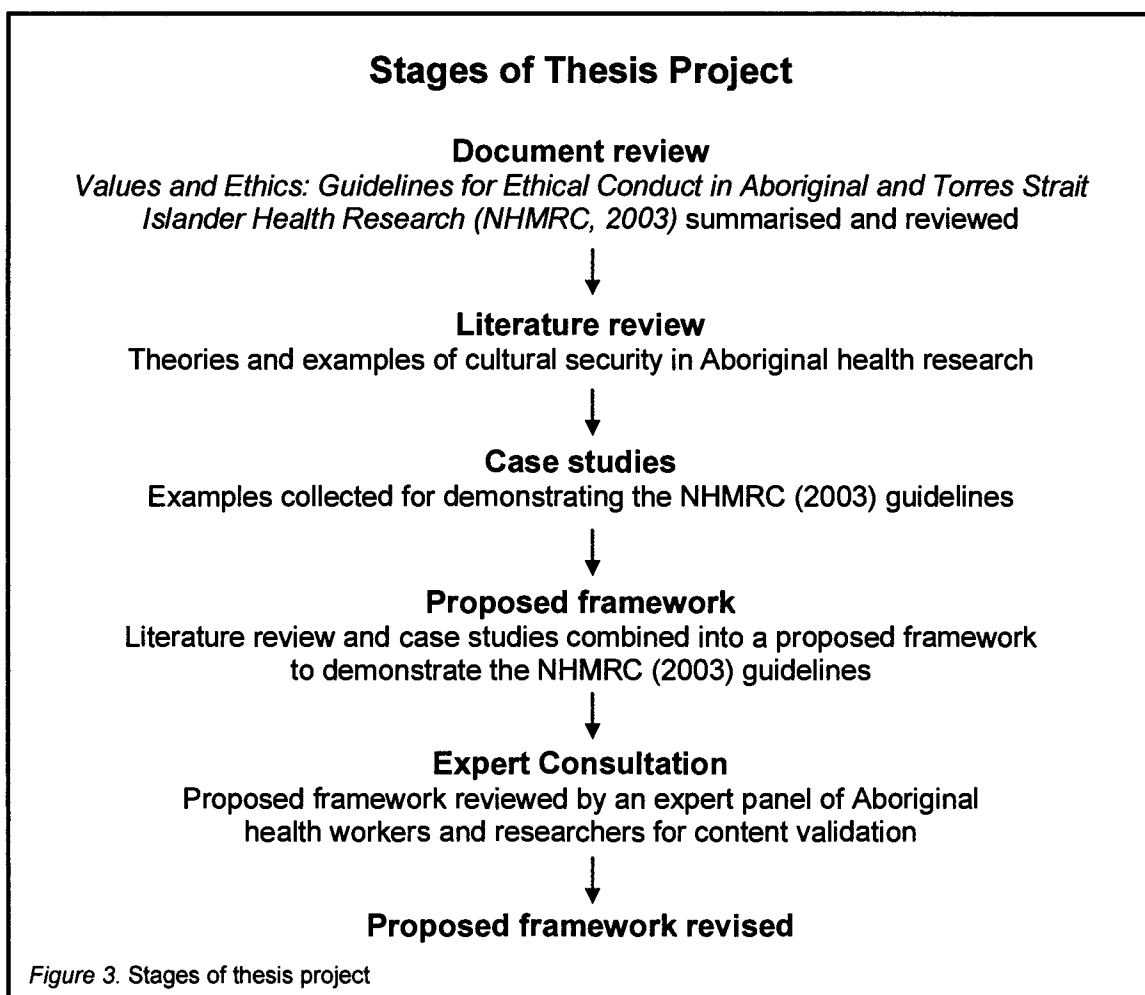 Stages of Thesis Project
Document review
Values and Ethics: Guidelines for Ethical Conduct in Aboriginal and Torres Strait
Islander Health Research (NHMRC, 2003) summarised and reviewed
Literature review
Theories and examples of cultural security in Aboriginal health research
Case studies
Examples collected for demonstrating the NHMRC (2003) guidelines
Proposed framework
Literature review and case studies combined into a proposed framework
to demonstrate the NHMRC (2003) guidelines
Expert Consultation
Proposed framework reviewed by an expert panel of Aboriginal
health workers and researchers for content validation
Proposed framework revised
Figure 3. Stages of thesis project